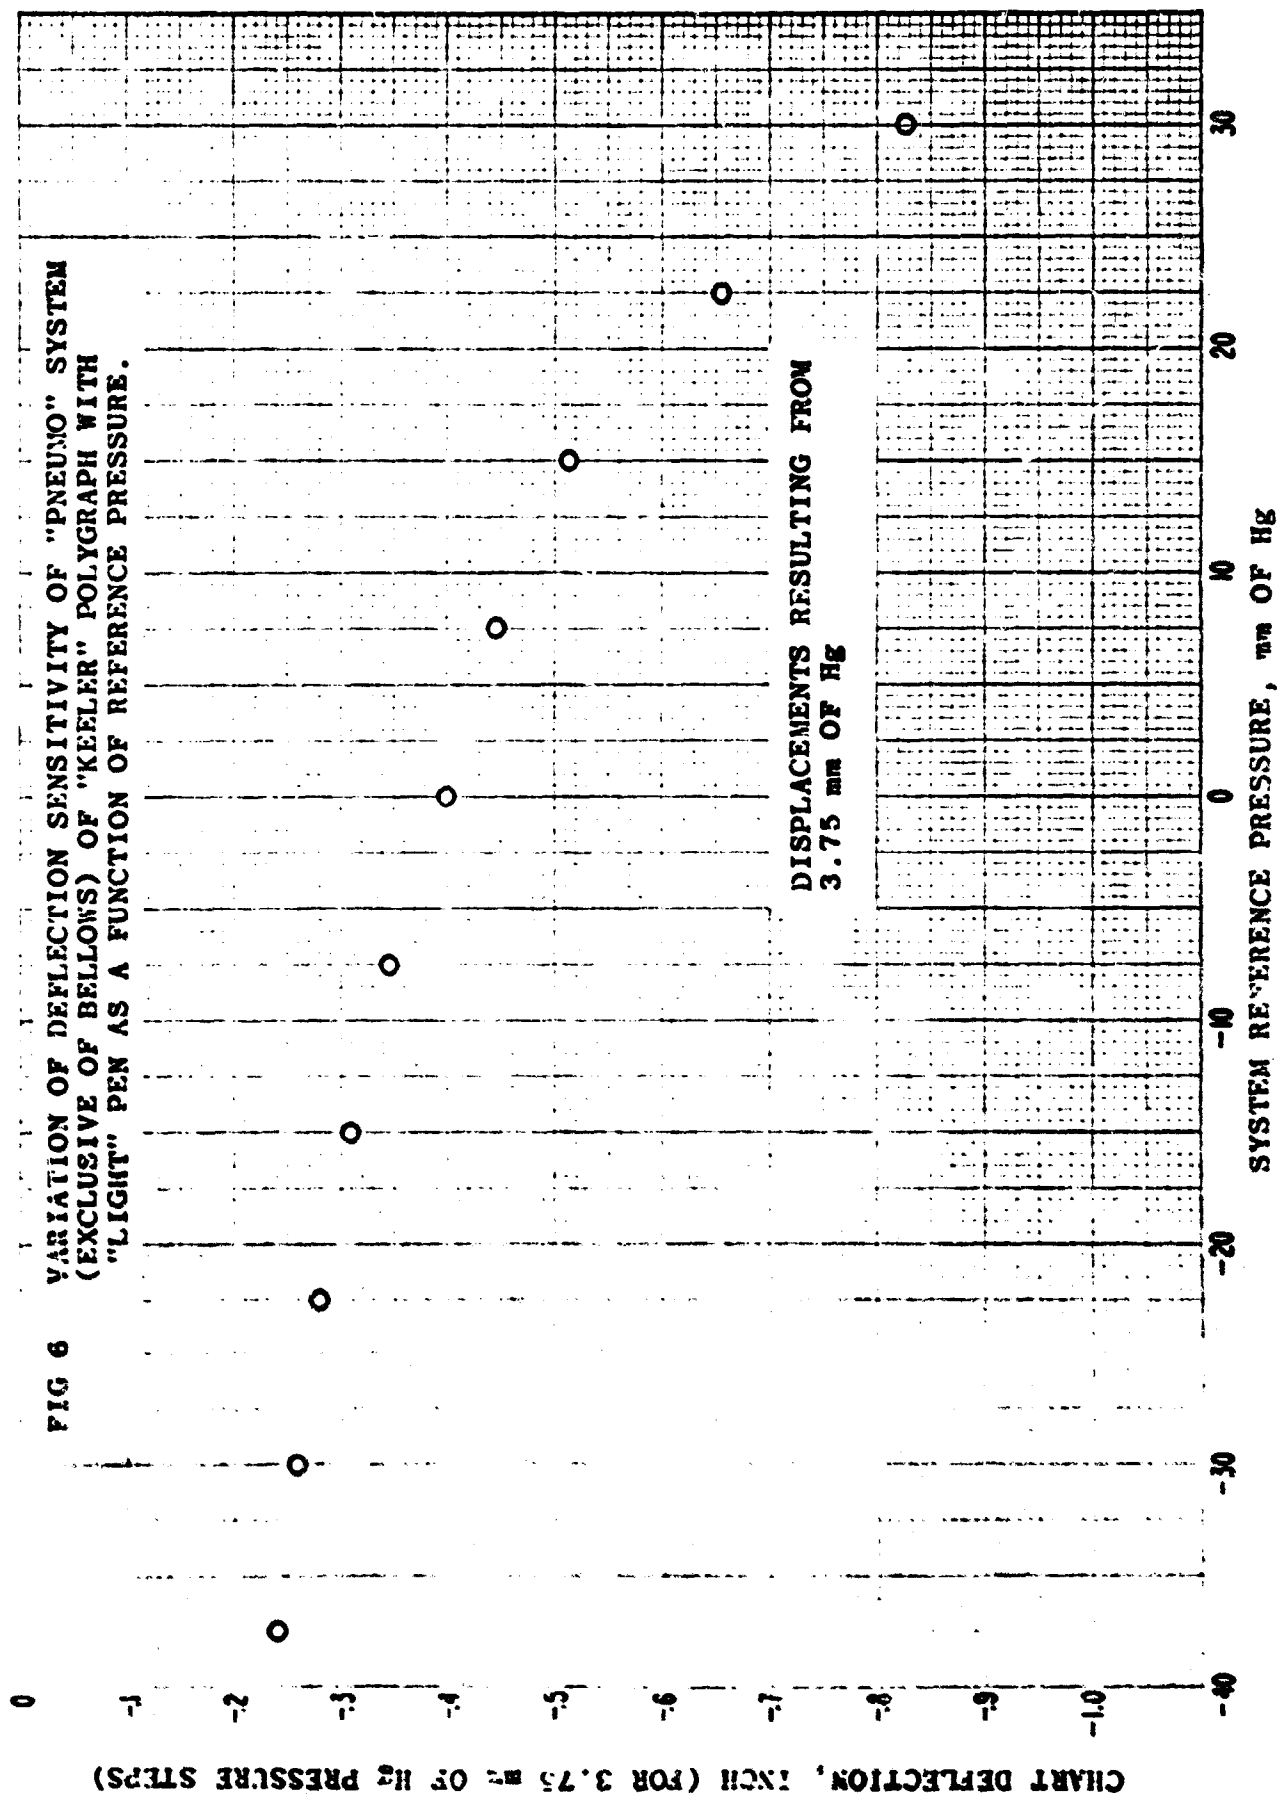 FIG 6 VARIATION OF DEFLECTION SENSITIVITY OF "PNEUMO" SYSTEM
(EXCLUSIVE OF BELLOWS) OF "KEELER" POLYGRAPH WITH
"LIGHT" PEN AS A FUNCTION OF REFERENCE PRESSURE.
DISPLACEMENTS RESULTING FROM
3.75 mm OF Hg
CHART DEFLECTION, INCH (FOR 3.75 mm OF Hg PRESSURE STEPS)
0
-.1
-.2
-.3
-.4
-.5
-.6
-.7
-.8
-.9
-1.0
-40
-30
-20
-10
0
10
20
30
SYSTEM REFERENCE PRESSURE, mm OF Hg